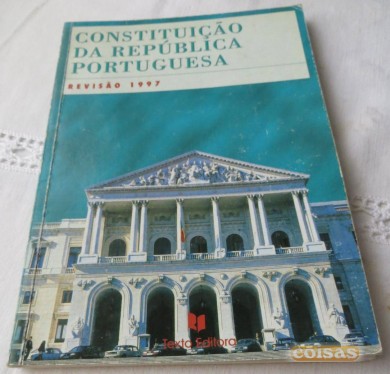 CONSTITUIÇÃO
DA REPÚBLICA
PORTUGUESA
REVISÃO 1997
Texto Editora
coisas